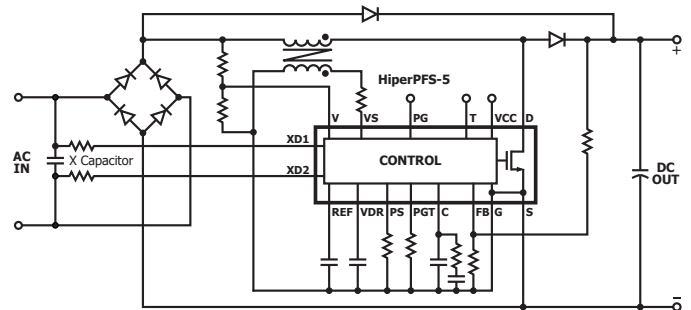 +
HiperPFS-5
V VS PG T VCC D
XD1
CONTROL
AC
IN
X Capacitor
XD2
DC
OUT
REF VDR PS PGT C FB G S
−